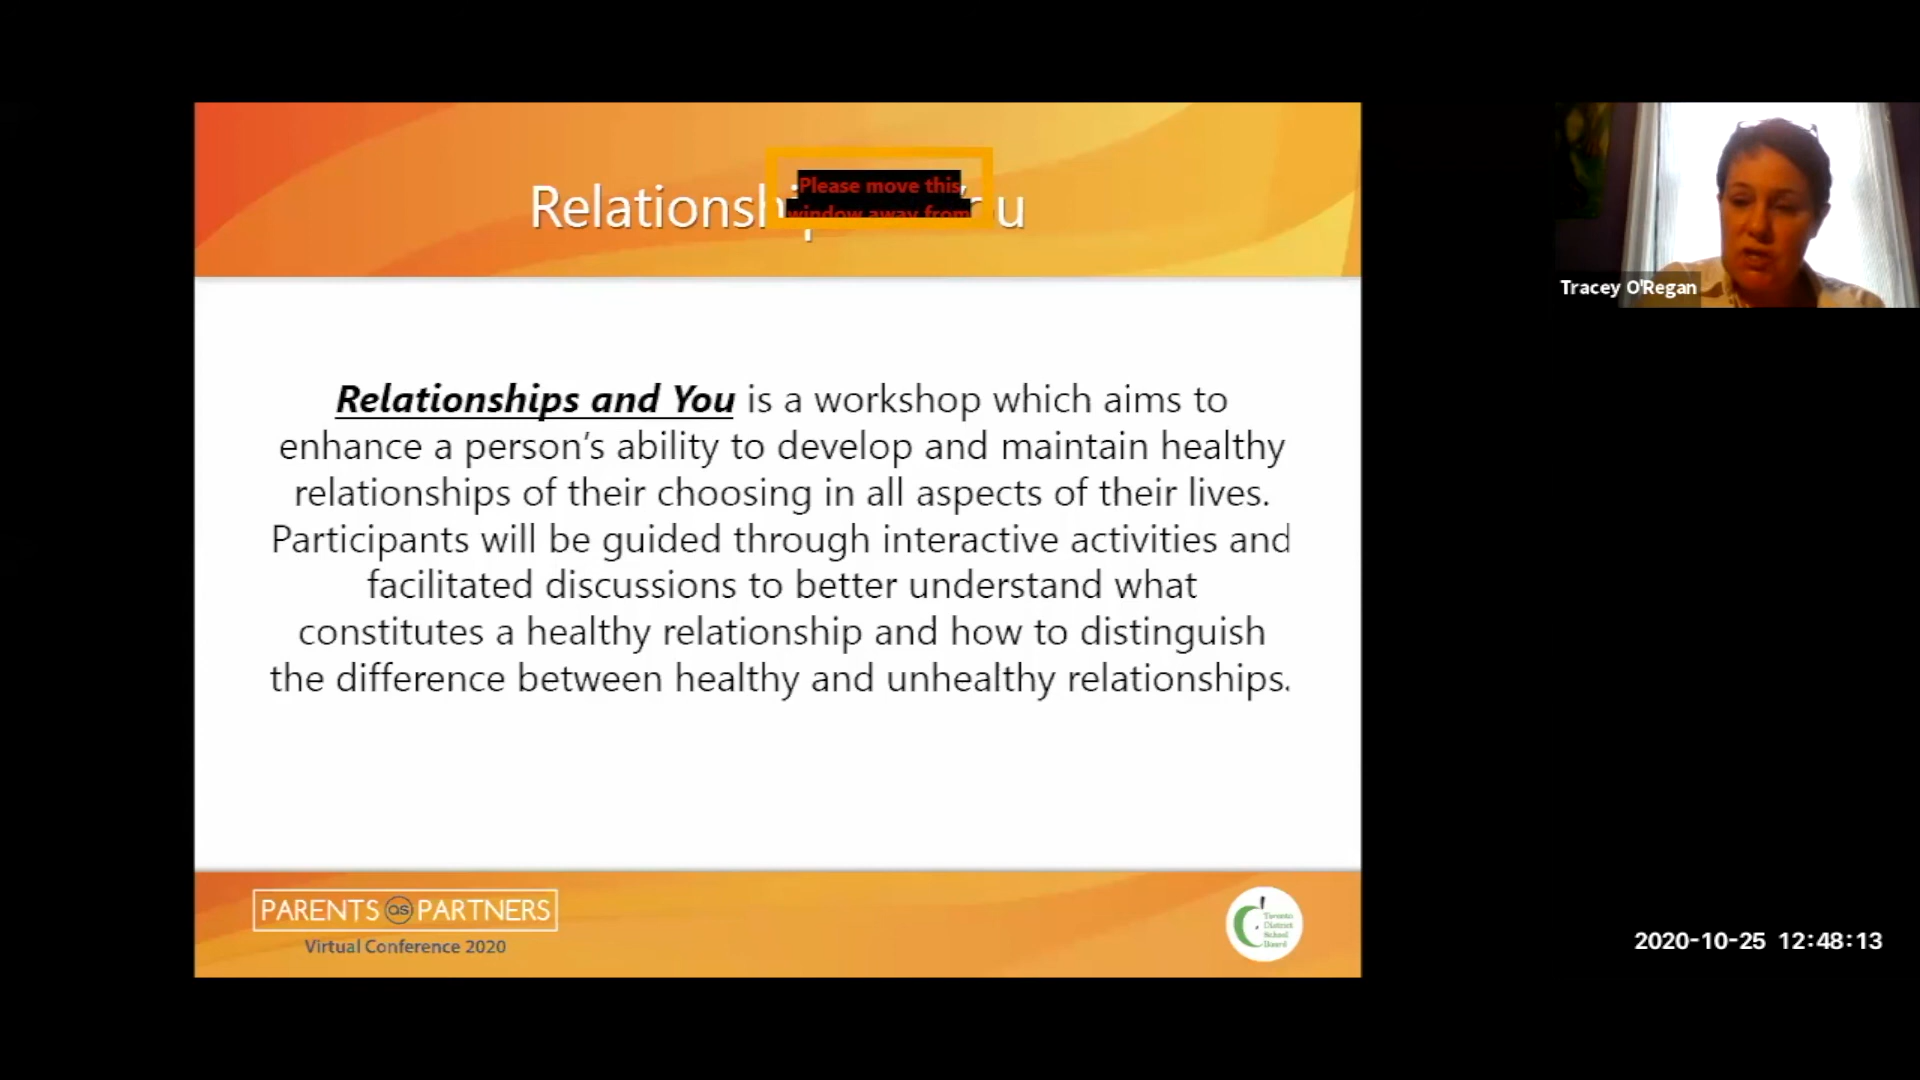 Please move this
window away from
Relationship u
Tracey O'Regan
Relationships and You is a workshop which aims to
enhance a person's ability to develop and maintain healthy
relationships of their choosing in all aspects of their lives.
Participants will be guided through interactive activities and
facilitated discussions to better understand what
constitutes a healthy relationship and how to distinguish
the difference between healthy and unhealthy relationships.
PARENTS as PARTNERS
Virtual Conference 2020
Toronto
District
School
Board
2020-10-25 12:48:13